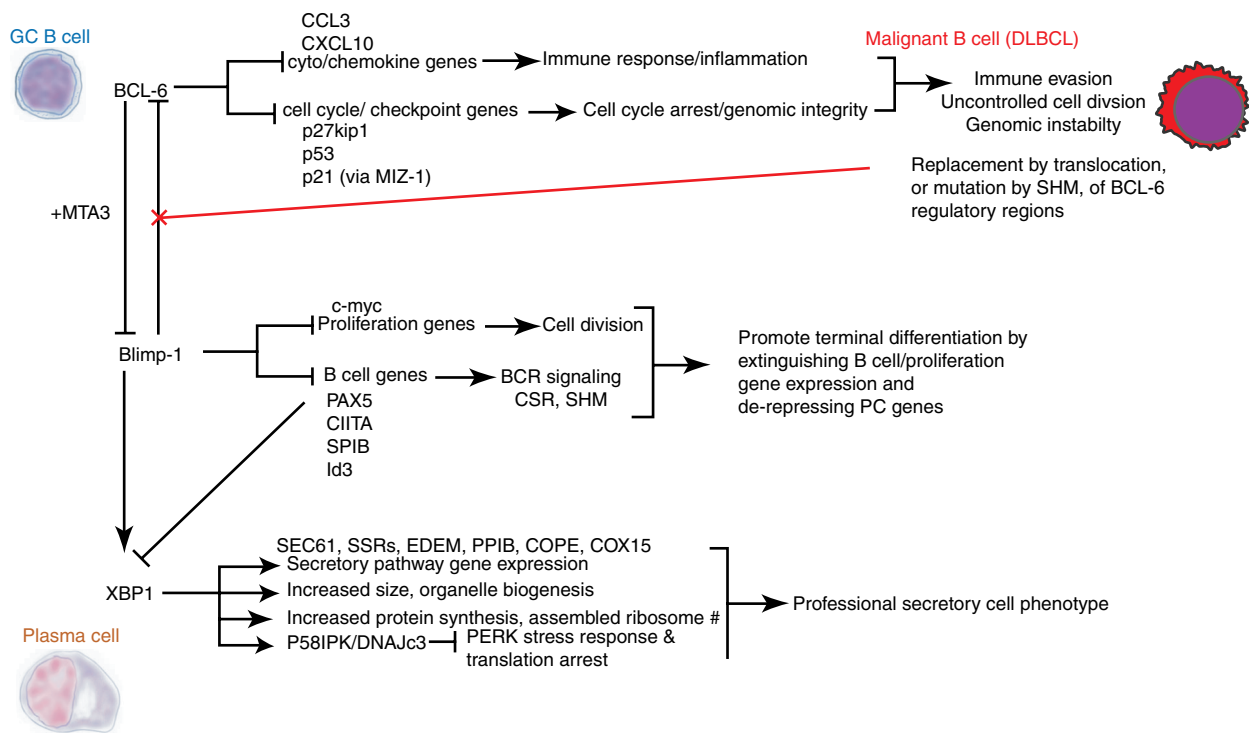 GC B cell
BCL-6
CCL3
CXCL10
cyto/chemokine genes
Immune response/inflammation
cell cycle/ checkpoint genes
Cell cycle arrest/genomic integrity
p27kip1
p53
p21 (via MIZ-1)
Malignant B cell (DLBCL)
Immune evasion
Uncontrolled cell divsion
Genomic instabilty
Replacement by translocation,
or mutation by SHM, of BCL-6
regulatory regions
+MTA3
Blimp-1
c-myc
Proliferation genes
Cell division
B cell genes
BCR signaling
CSR, SHM
PAX5
CIITA
SPIB
Id3
Promote terminal differentiation by
extinguishing B cell/proliferation
gene expression and
de-repressing PC genes
XBP1
SEC61, SSRs, EDEM, PPIB, COPE, COX15
Secretory pathway gene expression
Increased size, organelle biogenesis
Increased protein synthesis, assembled ribosome #
P58IPK/DNAJc3
PERK stress response &
translation arrest
Professional secretory cell phenotype
Plasma cell